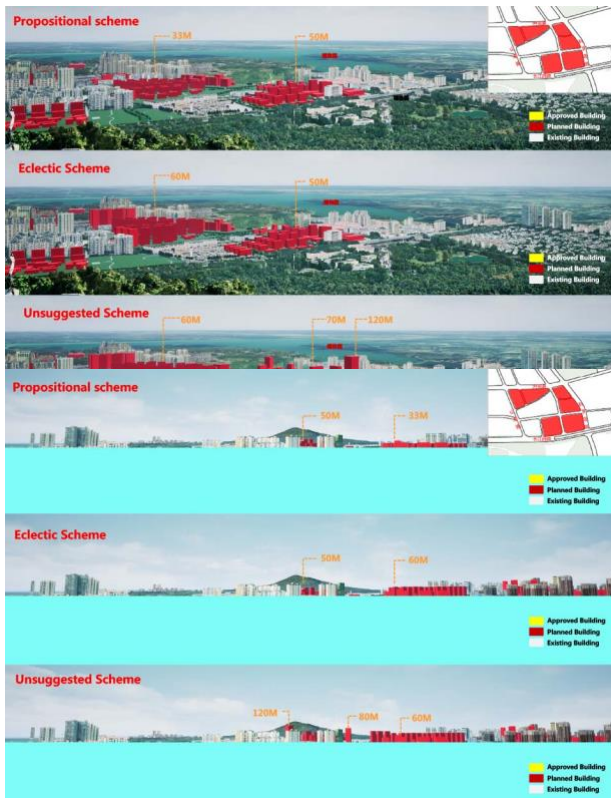 Propositional scheme
33M
50M
Approved Building
Planned Building
Existing Building
Eclectic Scheme
60M
50M
Approved Building
Planned Building
Existing Building
Unsuggested Scheme
60M
70M
120M
Propositional scheme
50M
33M
Approved Building
Planned Building
Existing Building
Eclectic Scheme
50M
60M
Approved Building
Planned Building
Existing Building
Unsuggested Scheme
120M
80M
60M
Approved Building
Planned Building
Existing Building